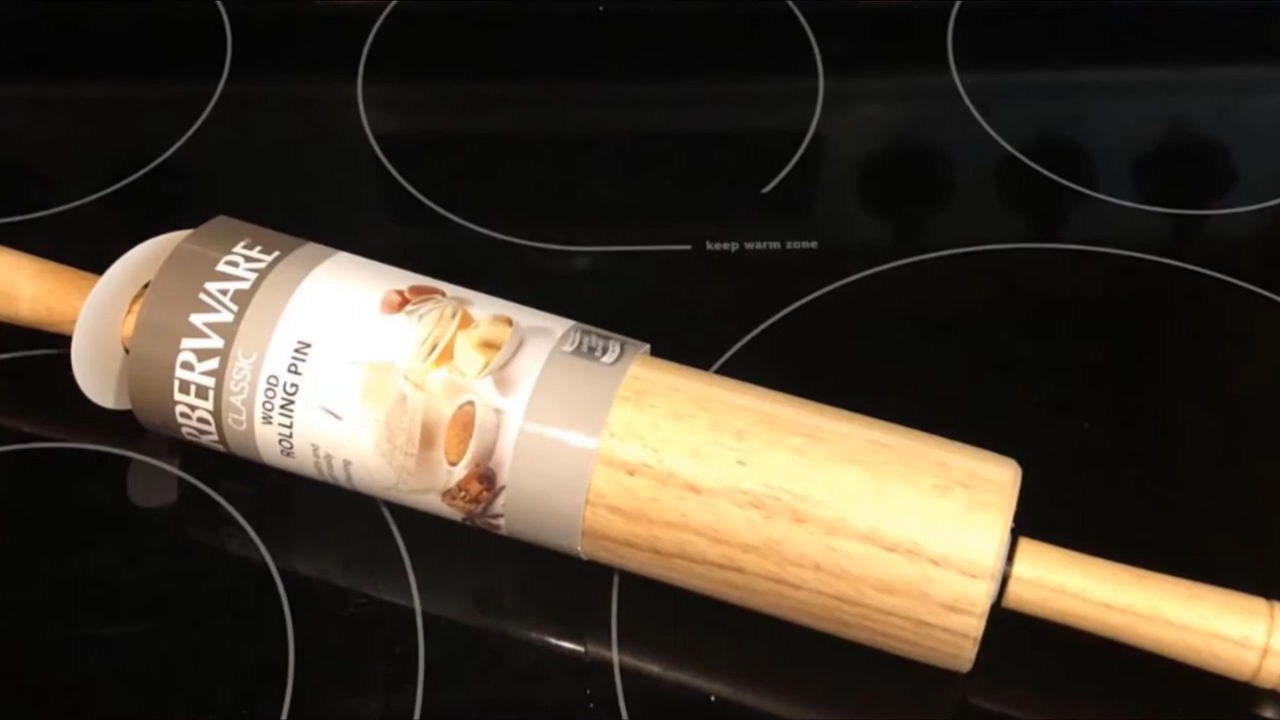 RBERWARE
CLASSIC
WOOD
ROLLING PIN
keep warm zone